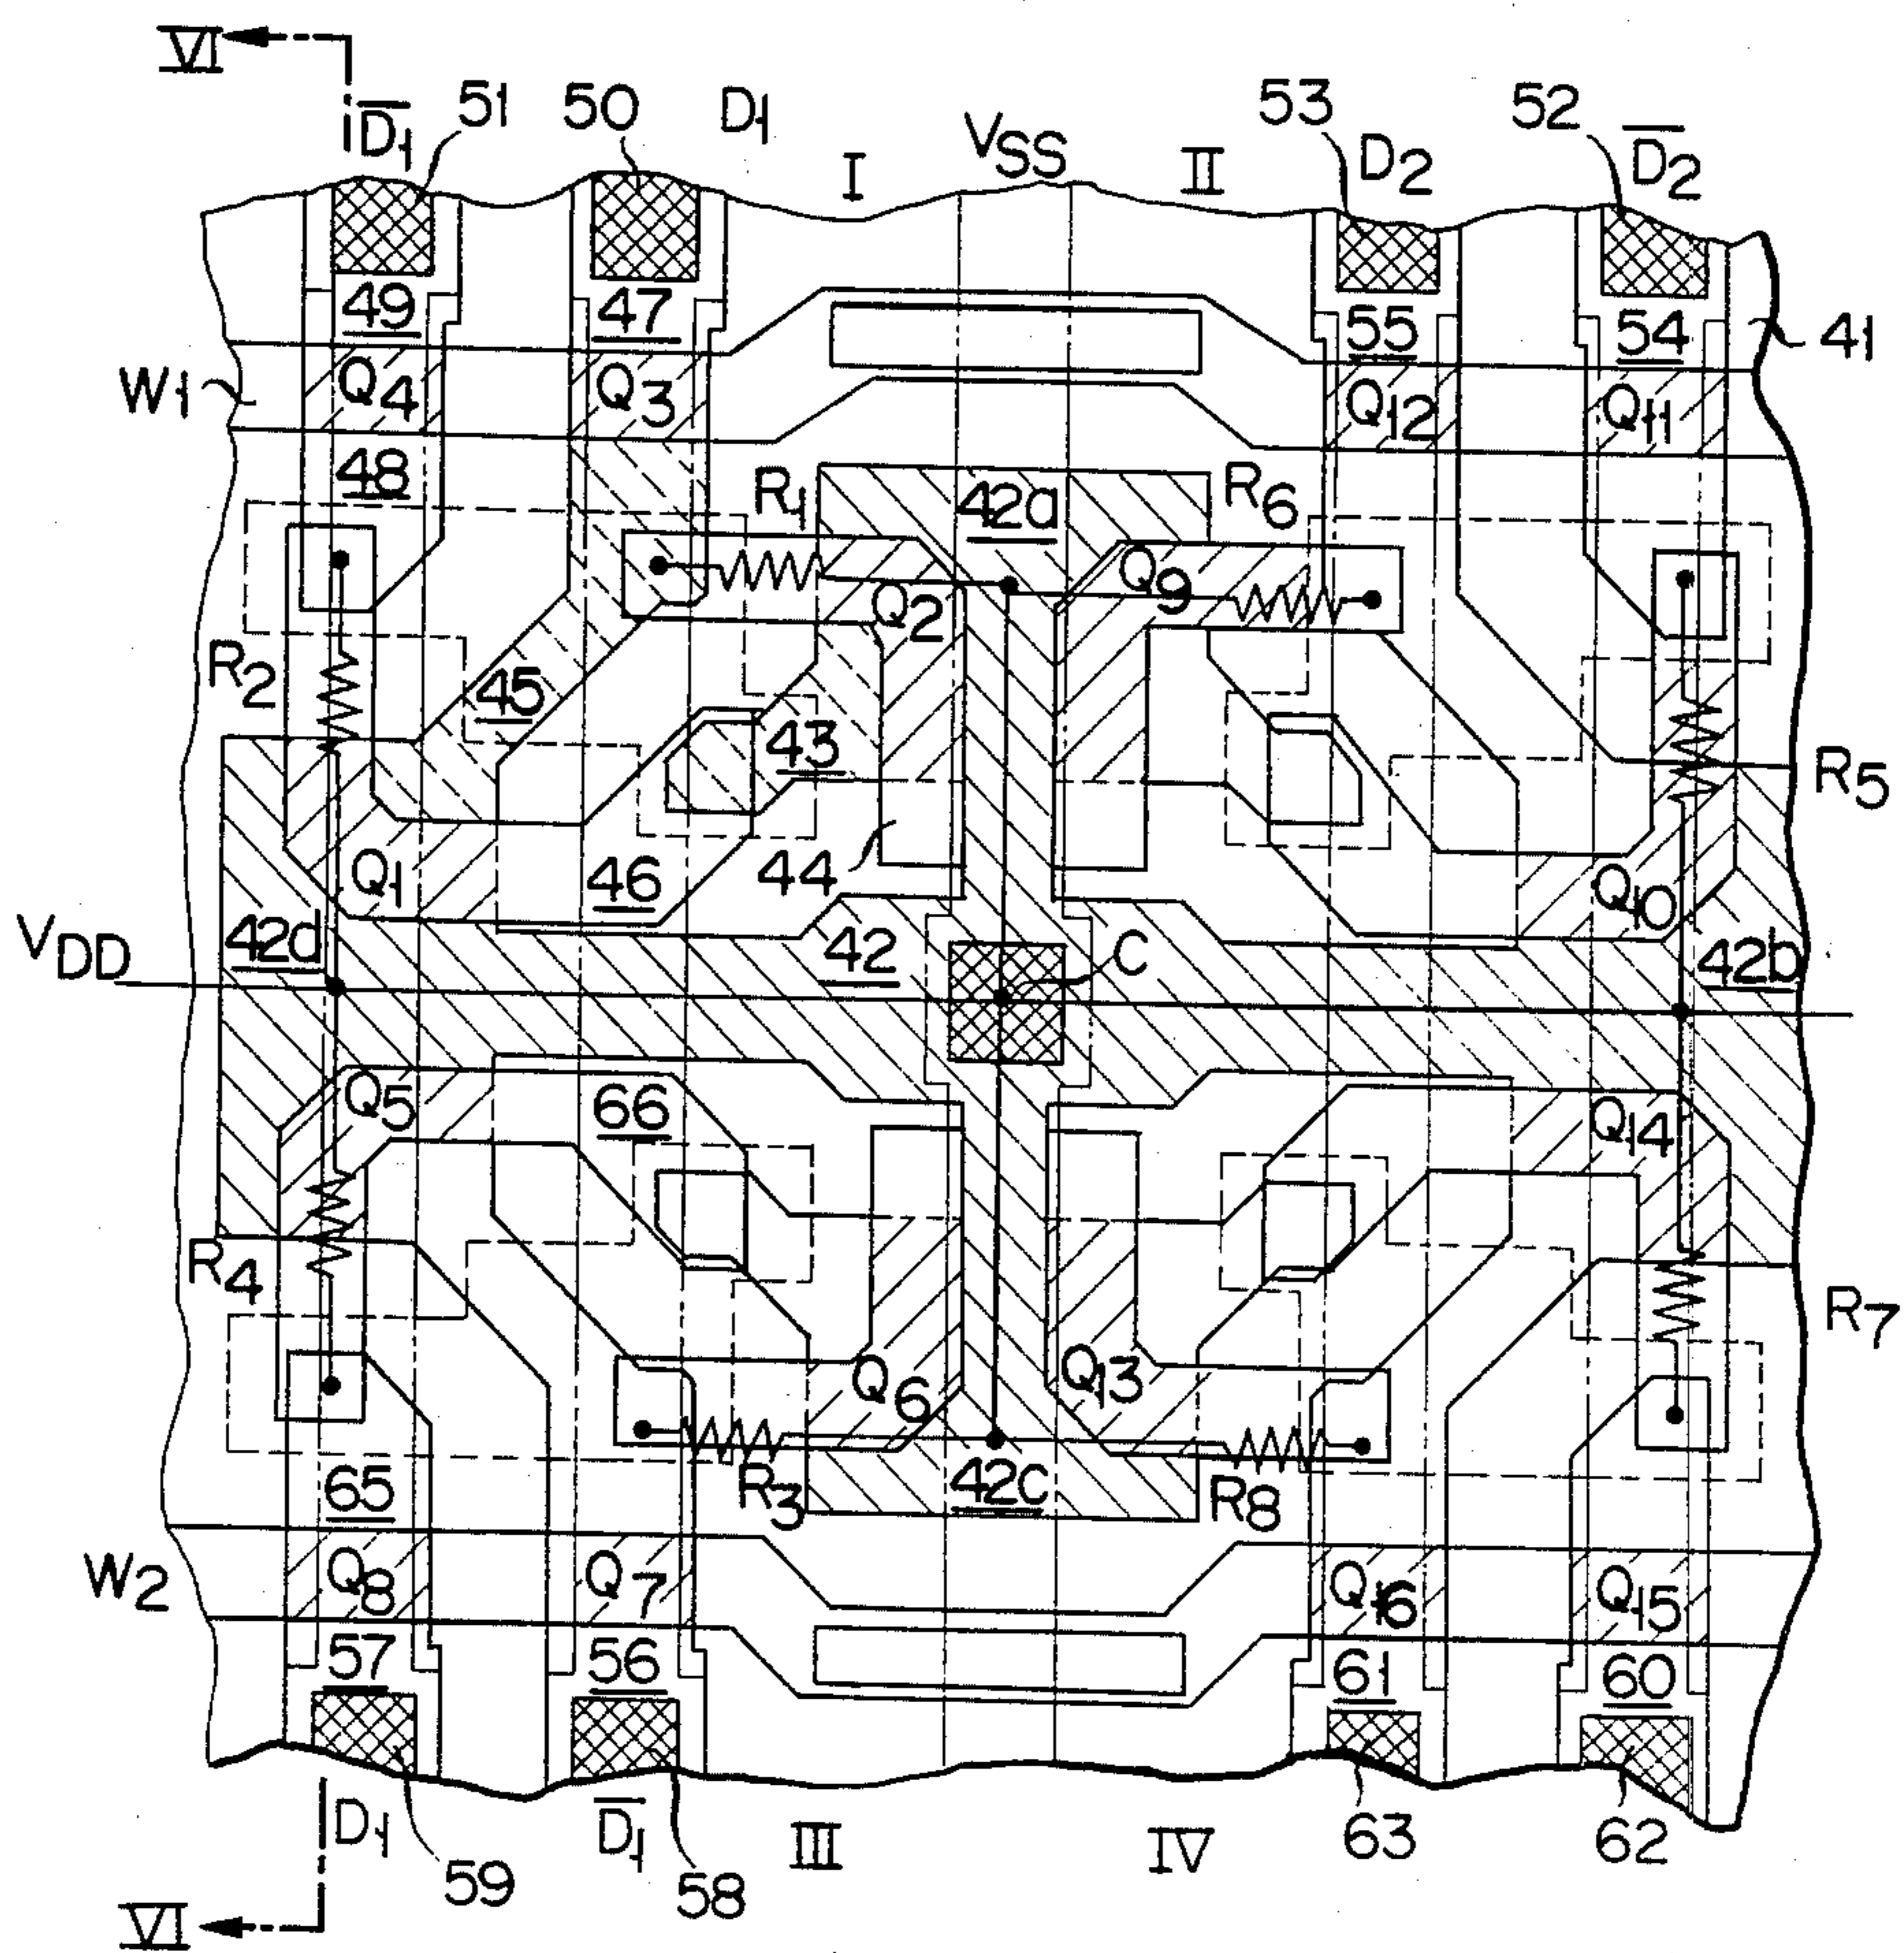 VI
D̅1 51 50 D1 I VSS II 53 D2 52 D̅2
49 47 55 54 41
W1 Q4 Q3 Q12 Q11
48 R1 42a R6
Q2 Q9
R2 45 43 R5
44
Q1 46 Q10
VDD 42d 42 C 42b
Q5 66 Q14
R4 R7
Q6 Q13
65 R3 42c R8
W2 Q8 Q7 Q16 Q15
57 56 61 60
D1 D̅1 III IV 63 62
59 58
VI